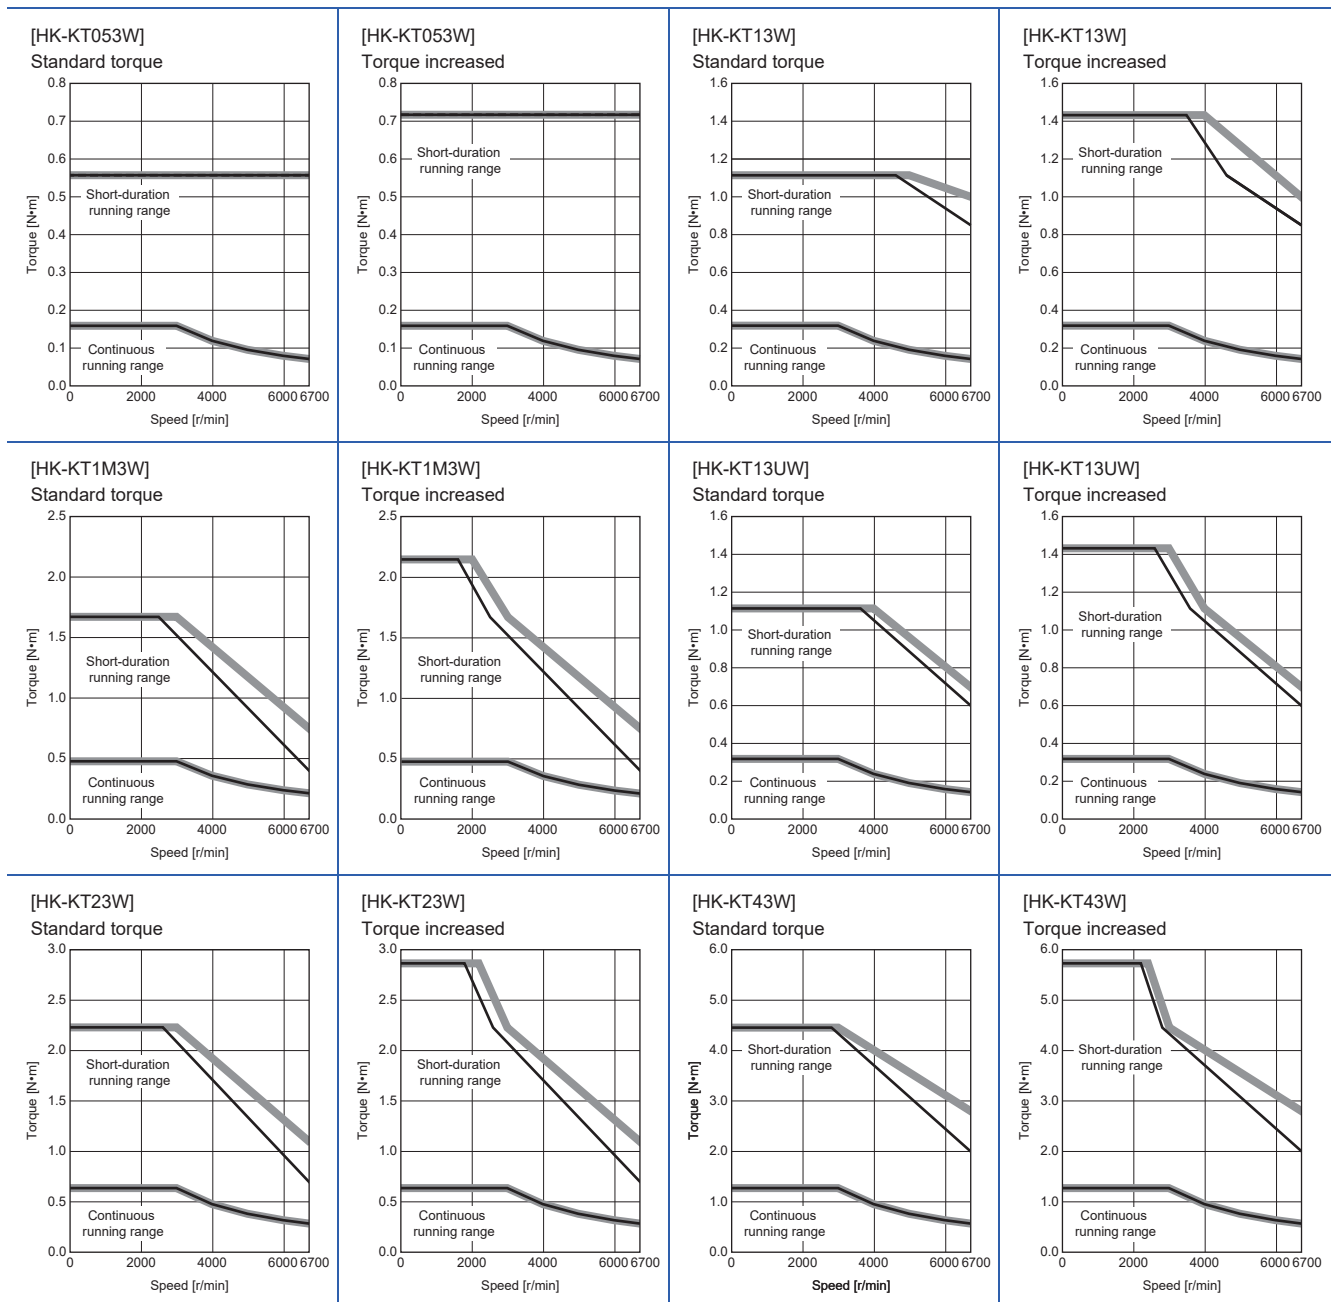 [HK-KT053W]
Standard torque
0.8
0.7
0.6
0.5
0.4
0.3
0.2
0.1
0.0
Torque [N•m]
Short-duration
running range
Continuous
running range
0 2000 4000 6000 6700
Speed [r/min]
[HK-KT053W]
Torque increased
0.8
0.7
0.6
0.5
0.4
0.3
0.2
0.1
0.0
Torque [N•m]
Short-duration
running range
Continuous
running range
0 2000 4000 6000 6700
Speed [r/min]
[HK-KT13W]
Standard torque
1.6
1.4
1.2
1.0
0.8
0.6
0.4
0.2
0.0
Torque [N•m]
Short-duration
running range
Continuous
running range
0 2000 4000 6000 6700
Speed [r/min]
[HK-KT13W]
Torque increased
1.6
1.4
1.2
1.0
0.8
0.6
0.4
0.2
0.0
Torque [N•m]
Short-duration
running range
Continuous
running range
0 2000 4000 6000 6700
Speed [r/min]
[HK-KT1M3W]
Standard torque
2.5
2.0
1.5
1.0
0.5
0.0
Torque [N•m]
Short-duration
running range
Continuous
running range
0 2000 4000 6000 6700
Speed [r/min]
[HK-KT1M3W]
Torque increased
2.5
2.0
1.5
1.0
0.5
0.0
Torque [N•m]
Short-duration
running range
Continuous
running range
0 2000 4000 6000 6700
Speed [r/min]
[HK-KT13UW]
Standard torque
1.6
1.4
1.2
1.0
0.8
0.6
0.4
0.2
0.0
Torque [N•m]
Short-duration
running range
Continuous
running range
0 2000 4000 6000 6700
Speed [r/min]
[HK-KT13UW]
Torque increased
1.6
1.4
1.2
1.0
0.8
0.6
0.4
0.2
0.0
Torque [N•m]
Short-duration
running range
Continuous
running range
0 2000 4000 6000 6700
Speed [r/min]
[HK-KT23W]
Standard torque
3.0
2.5
2.0
1.5
1.0
0.5
0.0
Torque [N•m]
Short-duration
running range
Continuous
running range
0 2000 4000 6000 6700
Speed [r/min]
[HK-KT23W]
Torque increased
3.0
2.5
2.0
1.5
1.0
0.5
0.0
Torque [N•m]
Short-duration
running range
Continuous
running range
0 2000 4000 6000 6700
Speed [r/min]
[HK-KT43W]
Standard torque
6.0
5.0
4.0
3.0
2.0
1.0
0.0
Torque [N•m]
Short-duration
running range
Continuous
running range
0 2000 4000 6000 6700
Speed [r/min]
[HK-KT43W]
Torque increased
6.0
5.0
4.0
3.0
2.0
1.0
0.0
Torque [N•m]
Short-duration
running range
Continuous
running range
0 2000 4000 6000 6700
Speed [r/min]